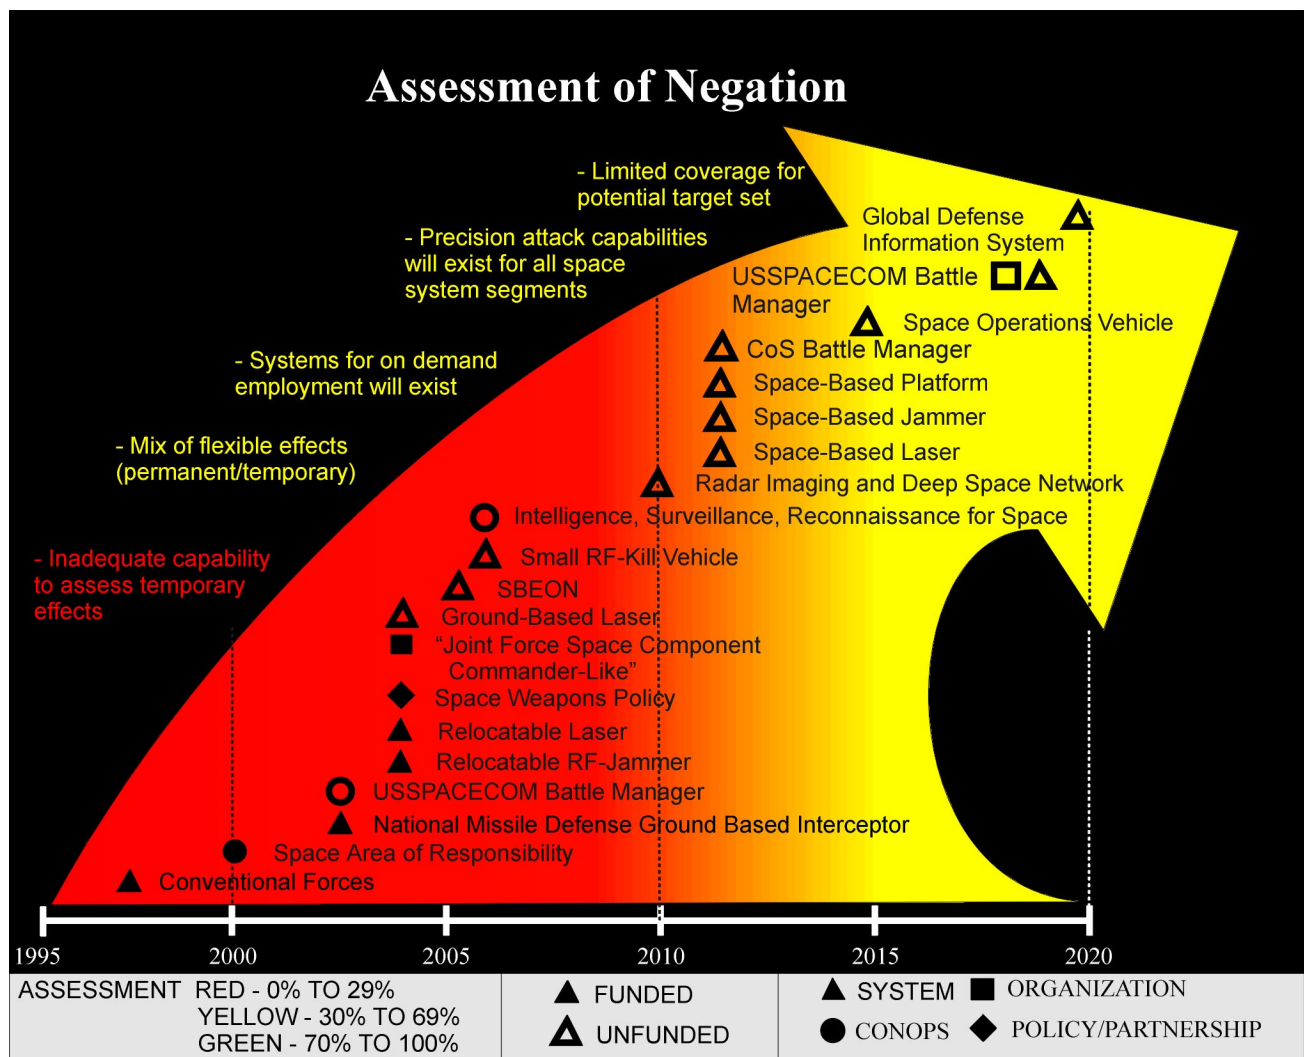 Assessment of Negation
- Limited coverage for
potential target set
- Precision attack capabilities
will exist for all space
system segments
- Systems for on demand
employment will exist
- Mix of flexible effects
(permanent/temporary)
- Inadequate capability
to assess temporary
effects
Global Defense
Information System
USSPACECOM Battle
Manager
Space Operations Vehicle
CoS Battle Manager
Space-Based Platform
Space-Based Jammer
Space-Based Laser
Radar Imaging and Deep Space Network
Intelligence, Surveillance, Reconnaissance for Space
Small RF-Kill Vehicle
SBEON
Ground-Based Laser
“Joint Force Space Component
Commander-Like”
Space Weapons Policy
Relocatable Laser
Relocatable RF-Jammer
USSPACECOM Battle Manager
National Missile Defense Ground Based Interceptor
Space Area of Responsibility
Conventional Forces
1995 2000 2005 2010 2015 2020
ASSESSMENT RED - 0% TO 29%
YELLOW - 30% TO 69%
GREEN - 70% TO 100%
FUNDED
UNFUNDED
SYSTEM ORGANIZATION
CONOPS POLICY/PARTNERSHIP